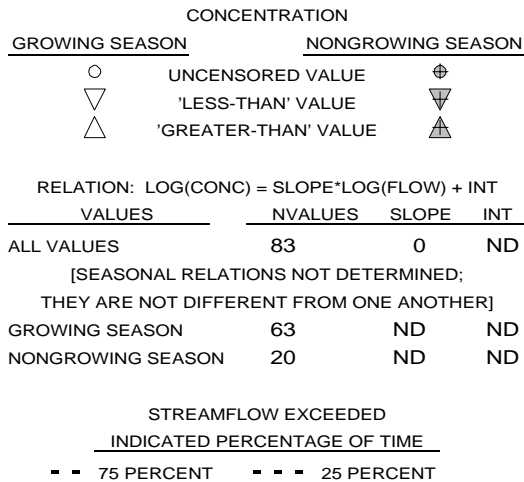 CONCENTRATION
GROWING SEASON NONGROWING SEASON
UNCENSORED VALUE
'LESS-THAN' VALUE
'GREATER-THAN' VALUE
RELATION: LOG(CONC) = SLOPE*LOG(FLOW) + INT
VALUES NVALUES SLOPE INT
ALL VALUES 83 0 ND
[SEASONAL RELATIONS NOT DETERMINED;
THEY ARE NOT DIFFERENT FROM ONE ANOTHER]
GROWING SEASON 63 ND ND
NONGROWING SEASON 20 ND ND
STREAMFLOW EXCEEDED
INDICATED PERCENTAGE OF TIME
75 PERCENT 25 PERCENT